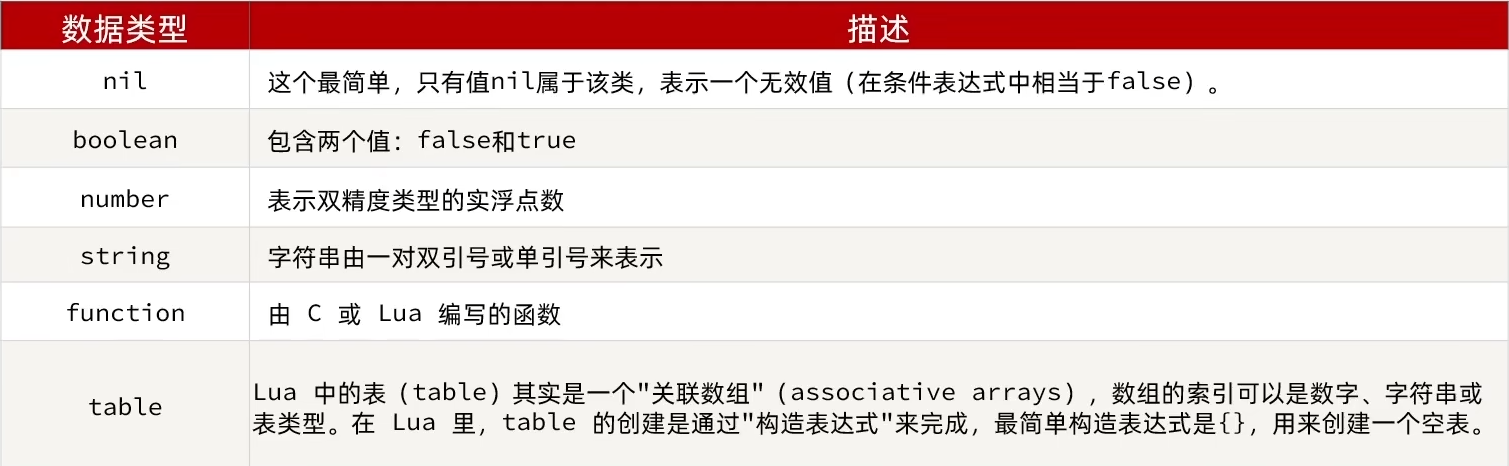 数据类型 描述
nil 这个最简单，只有值nil属于该类，表示一个无效值（在条件表达式中相当于false）。
boolean 包含两个值：false和true
number 表示双精度类型的实浮点数
string 字符串由一对双引号或单引号来表示
function 由 C 或 Lua 编写的函数
table Lua 中的表（table）其实是一个"关联数组"（associative arrays），数组的索引可以是数字、字符串或
表类型。在 Lua 里，table 的创建是通过"构造表达式"来完成，最简单构造表达式是{}，用来创建一个空表。